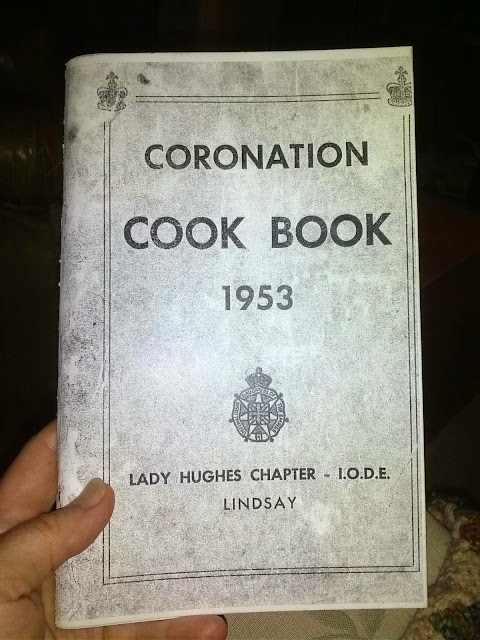 CORONATION
COOK BOOK
1953
LADY HUGHES CHAPTER - I.O.D.E.
LINDSAY